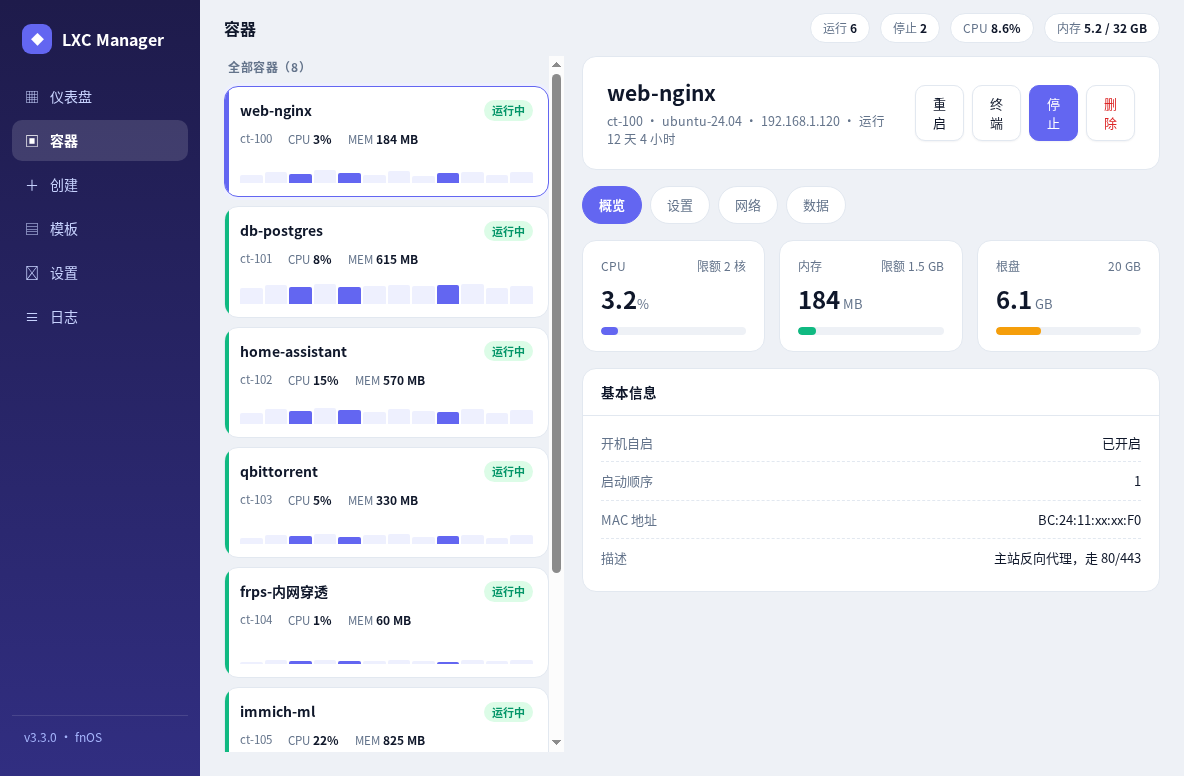 LXC Manager
仪表盘
容器
创建
模板
设置
日志
v3.3.0 • fnOS
容器
运行 6
停止 2
CPU 8.6%
内存 5.2 / 32 GB
全部容器（8）
web-nginx
运行中
ct-100 CPU 3% MEM 184 MB
db-postgres
运行中
ct-101 CPU 8% MEM 615 MB
home-assistant
运行中
ct-102 CPU 15% MEM 570 MB
qbittorrent
运行中
ct-103 CPU 5% MEM 330 MB
frps-内网穿透
运行中
ct-104 CPU 1% MEM 60 MB
immich-ml
运行中
ct-105 CPU 22% MEM 825 MB
web-nginx
ct-100 • ubuntu-24.04 • 192.168.1.120 • 运行
12 天 4 小时
重
启
终
端
停
止
删
除
概览
设置
网络
数据
CPU 限额 2 核
3.2%
内存 限额 1.5 GB
184 MB
根盘 20 GB
6.1 GB
基本信息
开机自启 已开启
启动顺序 1
MAC 地址 BC:24:11:xx:xx:F0
描述 主站反向代理，走 80/443